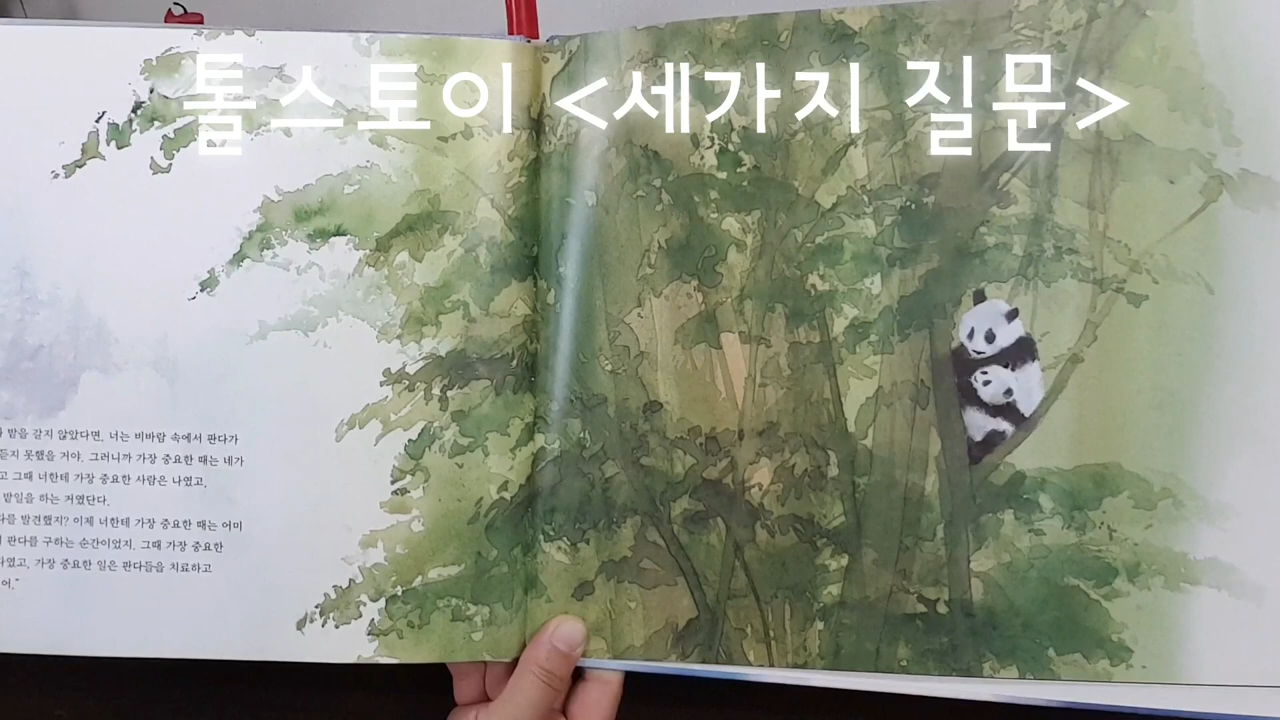 톨스토이 <세가지 질문>
밭을 갈지 않았다면, 너는 비바람 속에서 판다가
듣지 못했을 거야. 그러니까 가장 중요한 때는 네가
고 그때 너한테 가장 중요한 사람은 나였고,
밭일을 하는 거였단다.
다를 발견했지? 이제 너한테 가장 중요한 때는 어미
판다를 구하는 순간이었지. 그때 가장 중요한
다였고, 가장 중요한 일은 판다들을 치료하고
어."